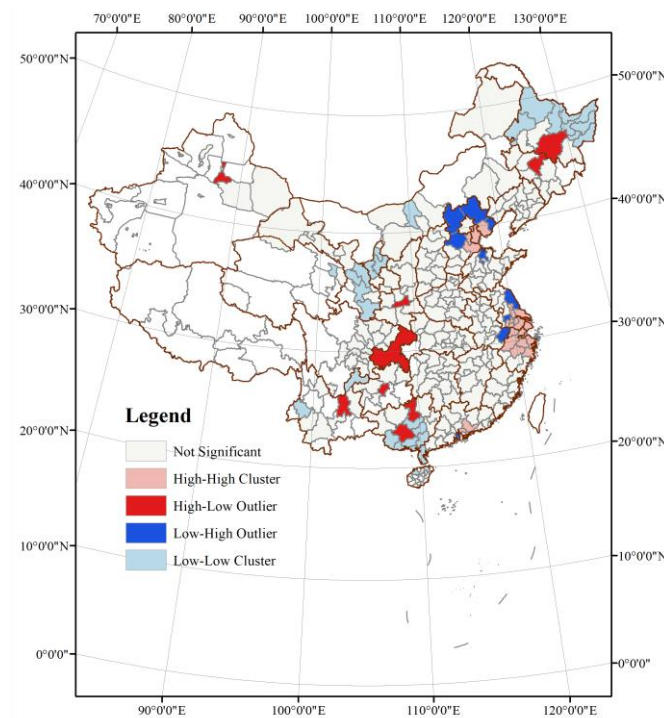 70°0'0"E 80°0'0"E 90°0'0"E 100°0'0"E 110°0'0"E 120°0'0"E 130°0'0"E
50°0'0"N
50°0'0"N
40°0'0"N
40°0'0"N
30°0'0"N
30°0'0"N
20°0'0"N
20°0'0"N
10°0'0"N
10°0'0"N
0°0'0"
0°0'0"
Legend
Not Significant
High-High Cluster
High-Low Outlier
Low-High Outlier
Low-Low Cluster
90°0'0"E 100°0'0"E 110°0'0"E 120°0'0"E